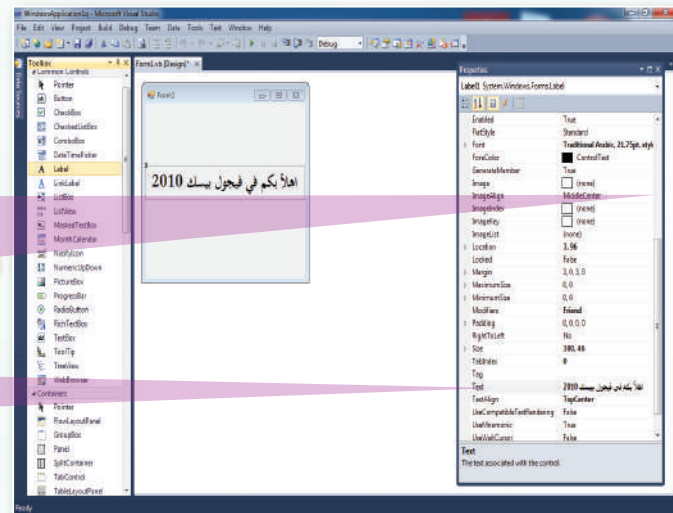 WindowsApplication1q - Microsoft Visual Studio
File Edit View Project Build Debug Team Data Tools Test Window Help
Debug
Data Sources
Toolbox
Form1.vb [Design]*
Common Controls
Pointer
Button
CheckBox
CheckedListBox
ComboBox
DateTimePicker
Label
LinkLabel
ListBox
ListView
MaskedTextBox
MonthCalendar
NotifyIcon
NumericUpDown
PictureBox
ProgressBar
RadioButton
RichTextBox
TextBox
ToolTip
TreeView
WebBrowser
Containers
Pointer
FlowLayoutPanel
GroupBox
Panel
SplitContainer
TabControl
TableLayoutPanel
Ready
Form1
اهلاً بكم في فيجول بيسك 2010
Properties
Label1 System.Windows.Forms.Label
Enabled True
FlatStyle Standard
Font Traditional Arabic, 21.75pt, style
ForeColor ControlText
GenerateMember True
Image (none)
ImageAlign MiddleCenter
ImageIndex (none)
ImageKey (none)
ImageList (none)
Location 3, 96
Locked False
Margin 3, 0, 3, 0
MaximumSize 0, 0
MinimumSize 0, 0
Modifiers Friend
Padding 0, 0, 0, 0
RightToLeft No
Size
TabIndex 0
Tag
Text اهلاً بكم في فيجول بيسك 2010
TextAlign TopCenter
UseCompatibleTextRendering False
UseMnemonic True
UseWaitCursor False
Text
The text associated with the control.